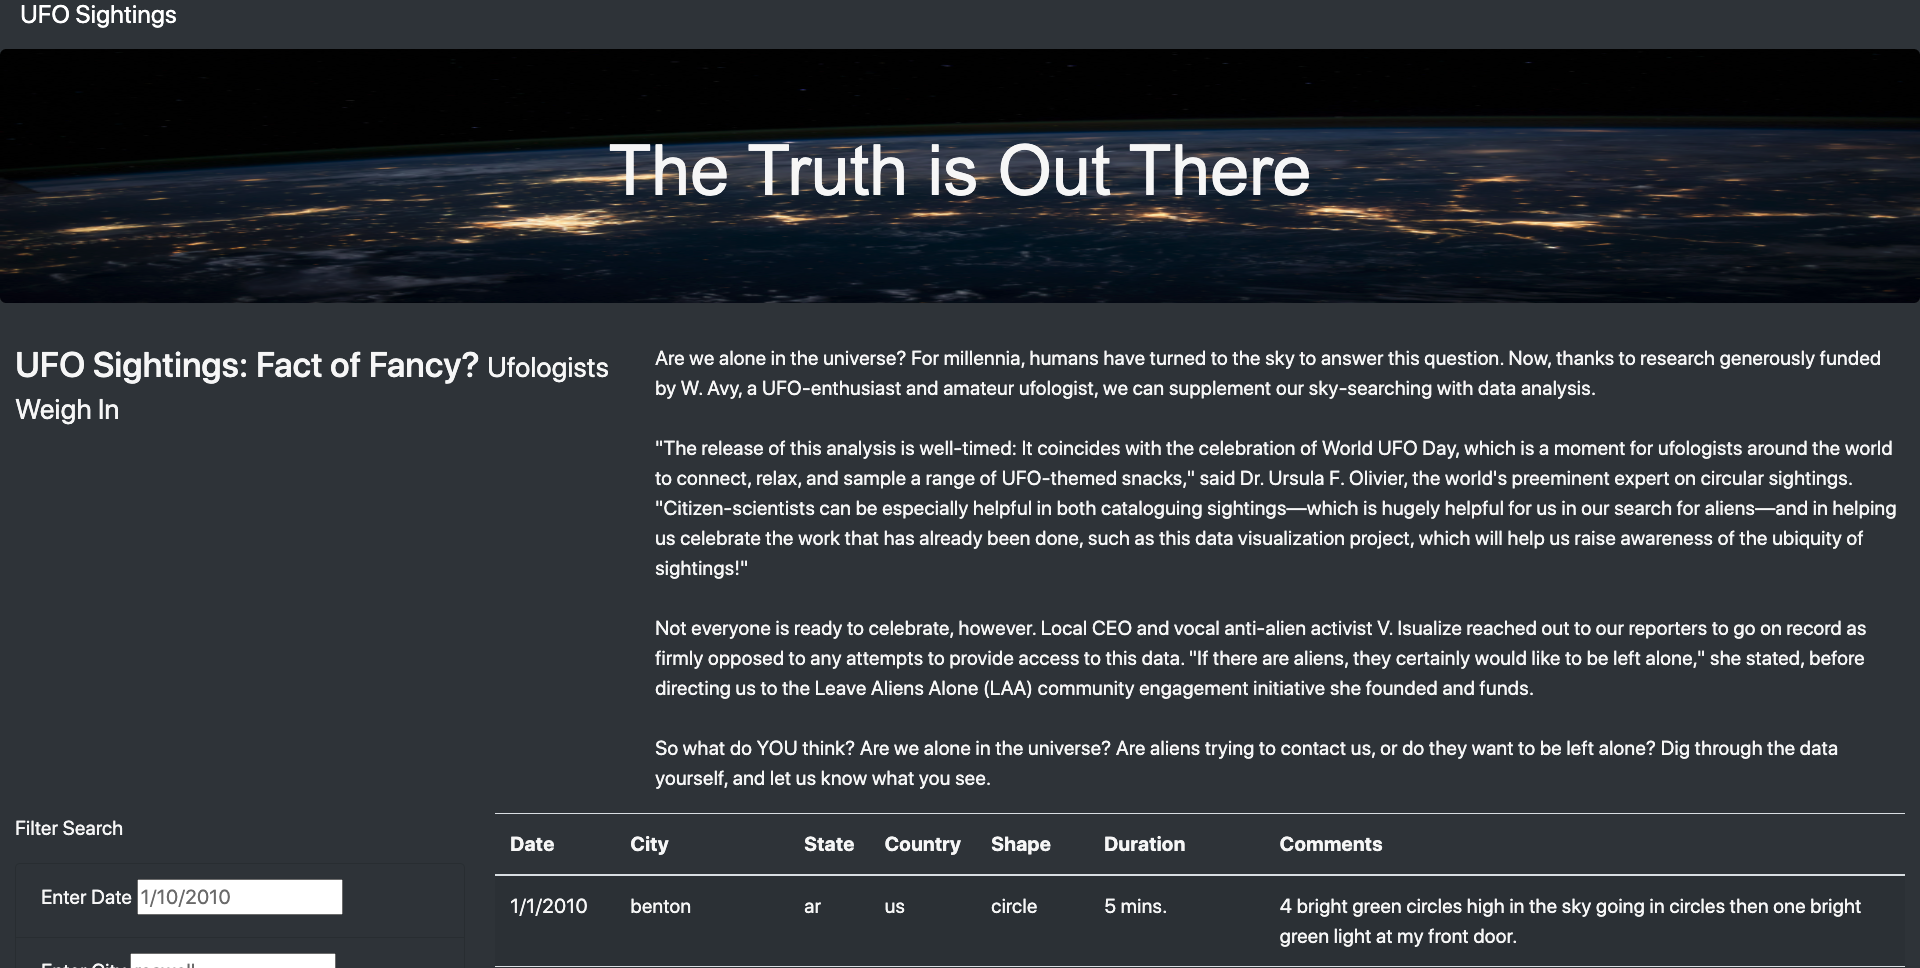 UFO Sightings
The Truth is Out There
UFO Sightings: Fact of Fancy? Ufologists
Weigh In
Are we alone in the universe? For millennia, humans have turned to the sky to answer this question. Now, thanks to research generously funded
by W. Avy, a UFO-enthusiast and amateur ufologist, we can supplement our sky-searching with data analysis.
"The release of this analysis is well-timed: It coincides with the celebration of World UFO Day, which is a moment for ufologists around the world
to connect, relax, and sample a range of UFO-themed snacks," said Dr. Ursula F. Olivier, the world's preeminent expert on circular sightings.
"Citizen-scientists can be especially helpful in both cataloguing sightings—which is hugely helpful for us in our search for aliens—and in helping
us celebrate the work that has already been done, such as this data visualization project, which will help us raise awareness of the ubiquity of
sightings!"
Not everyone is ready to celebrate, however. Local CEO and vocal anti-alien activist V. Isualize reached out to our reporters to go on record as
firmly opposed to any attempts to provide access to this data. "If there are aliens, they certainly would like to be left alone," she stated, before
directing us to the Leave Aliens Alone (LAA) community engagement initiative she founded and funds.
So what do YOU think? Are we alone in the universe? Are aliens trying to contact us, or do they want to be left alone? Dig through the data
yourself, and let us know what you see.
Filter Search
Enter Date 1/10/2010
Date City State Country Shape Duration Comments
1/1/2010 benton ar us circle 5 mins. 4 bright green circles high in the sky going in circles then one bright
green light at my front door.